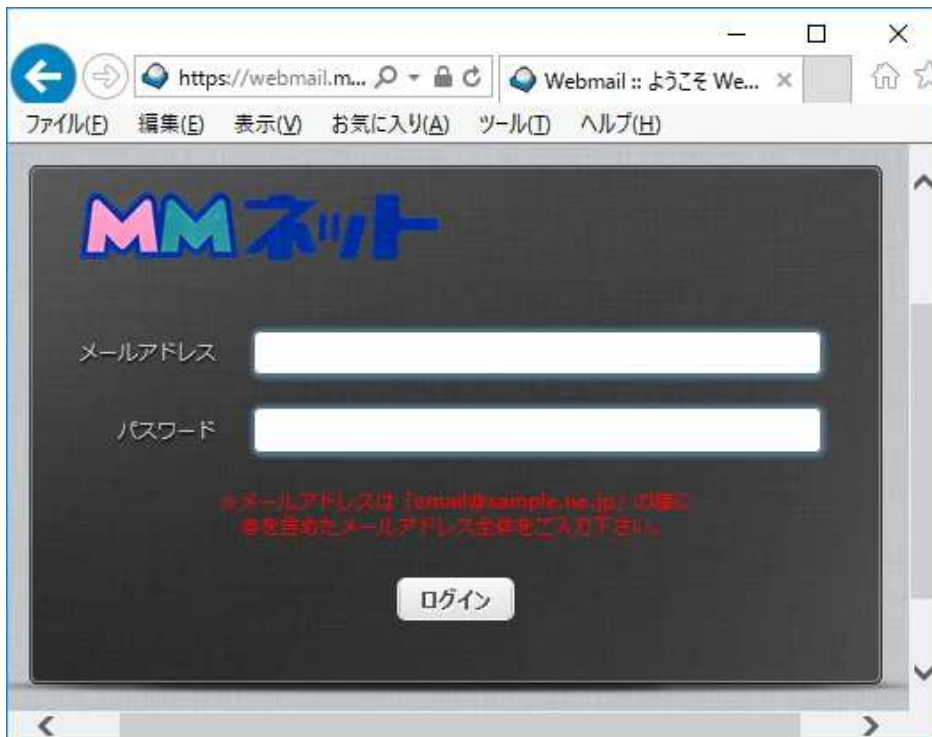 https://webmail.m...
Webmail :: ようこそ We...
ファイル(F) 編集(E) 表示(V) お気に入り(A) ツール(T) ヘルプ(H)
MMネット
メールアドレス
パスワード
※メールアドレスは「email@sample.ne.jp」の様に
@を含めたメールアドレス全体をご入力下さい。
ログイン